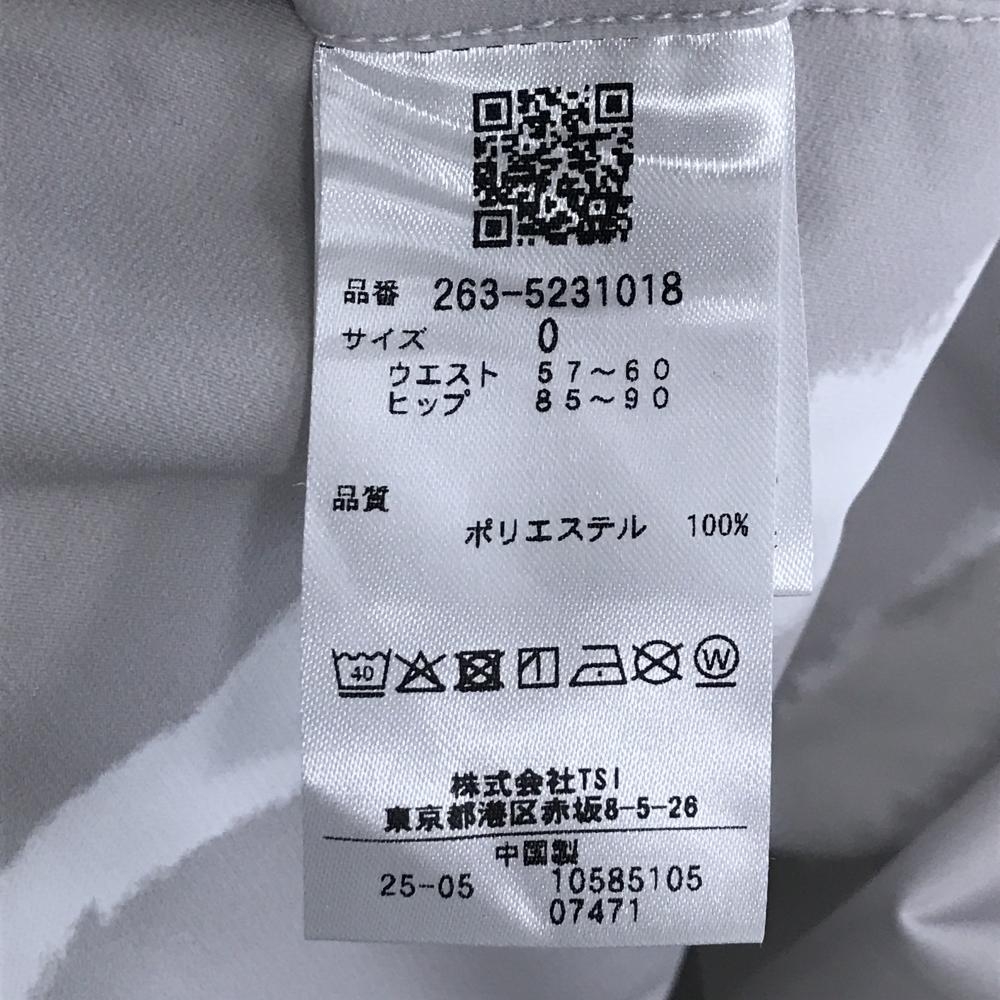 品番 263-5231018
サイズ 0
ウエスト 57～60
ヒップ 85～90
品質
ポリエステル 100%
40
W
株式会社TSI
東京都港区赤坂8-5-26
中国製
25-05 10585105
07471